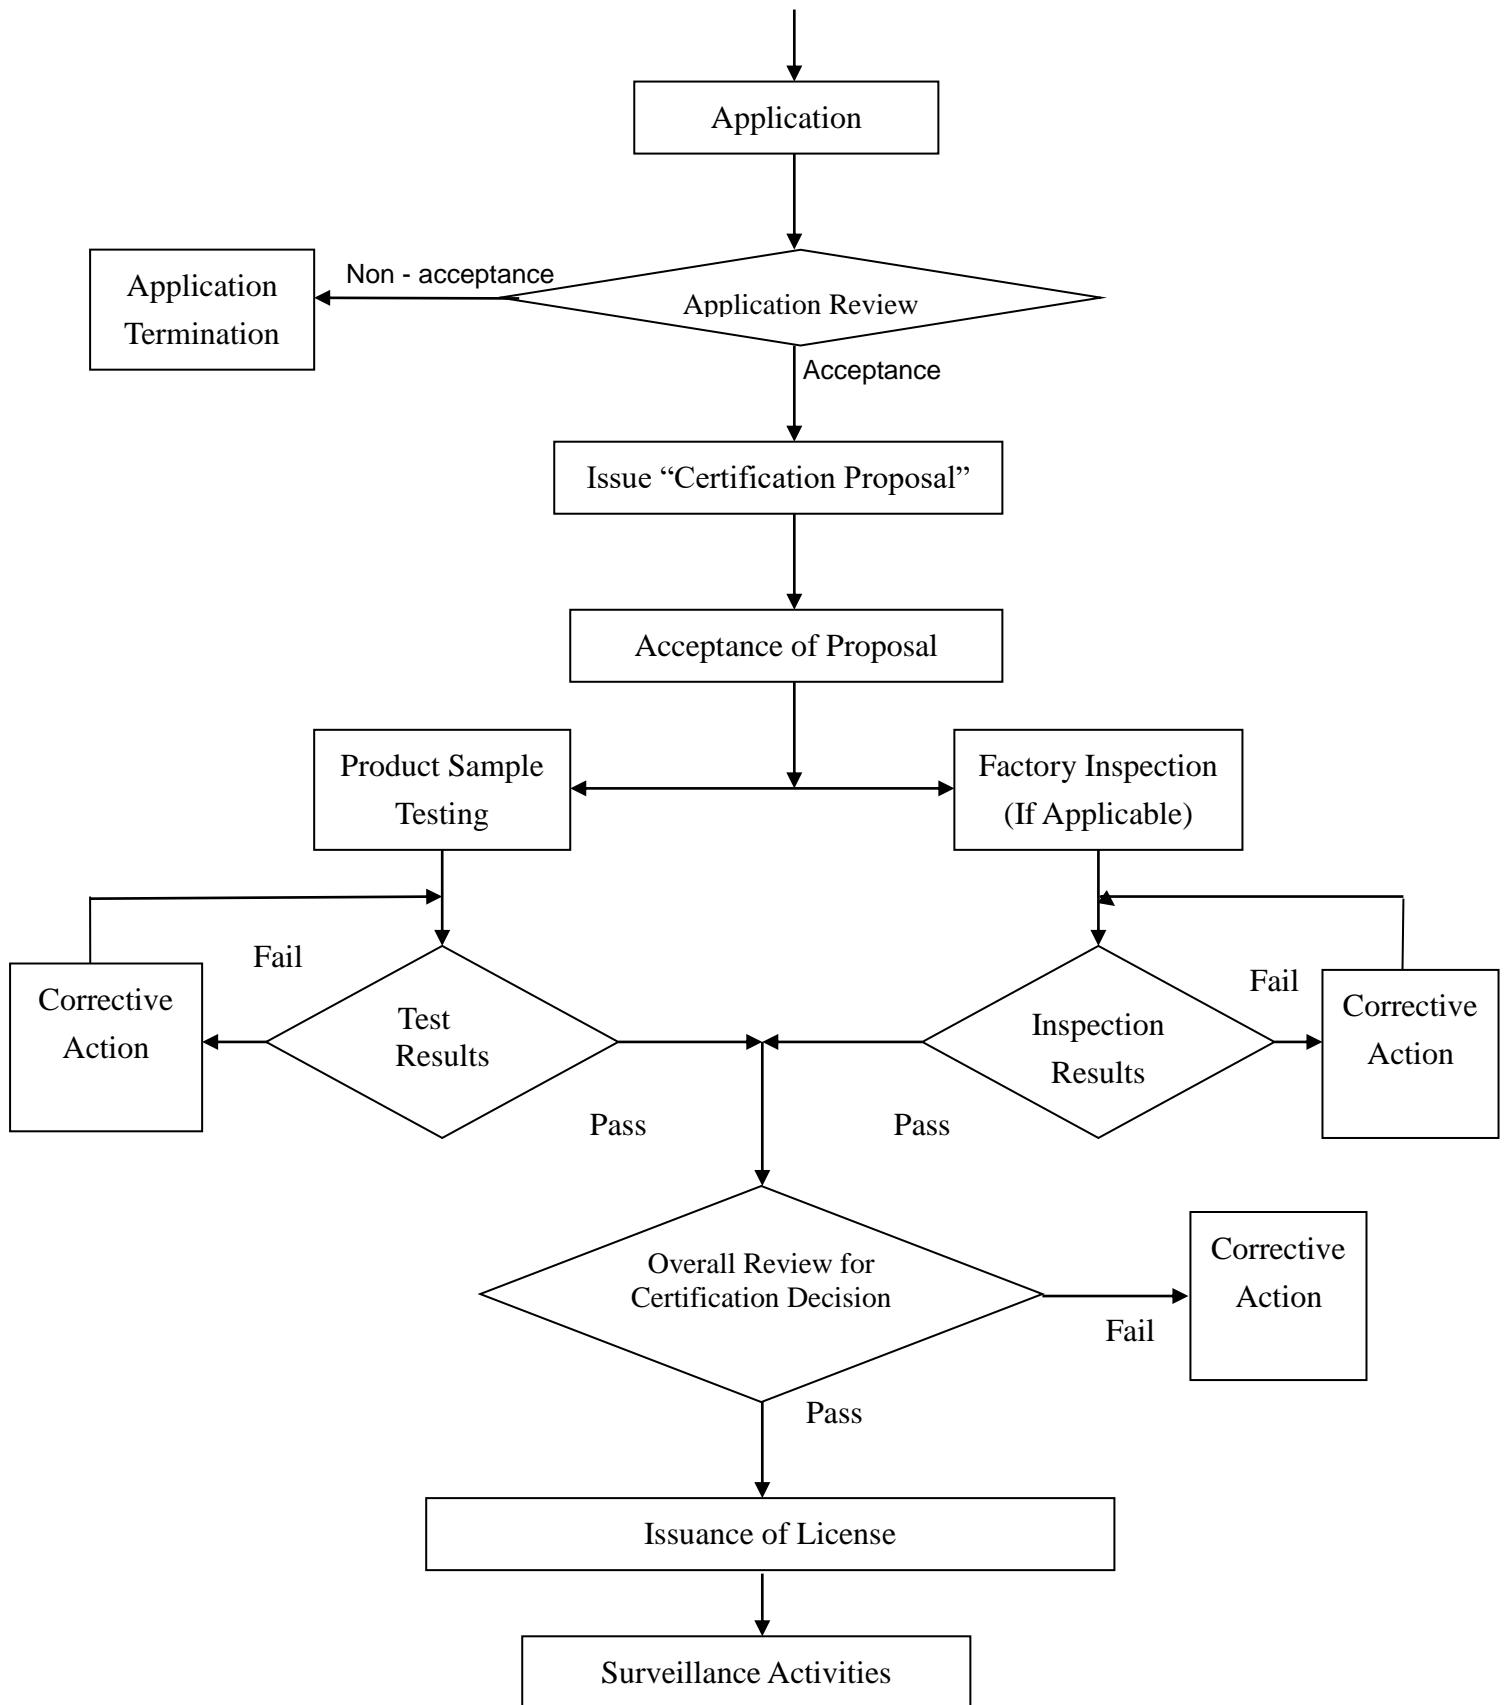 Application
Non - acceptance
Application
Termination
Application Review
Acceptance
Issue “Certification Proposal”
Acceptance of Proposal
Product Sample
Testing
Factory Inspection
(If Applicable)
Fail
Corrective
Action
Test
Results
Pass
Inspection
Results
Pass
Fail
Corrective
Action
Overall Review for
Certification Decision
Fail
Corrective
Action
Pass
Issuance of License
Surveillance Activities